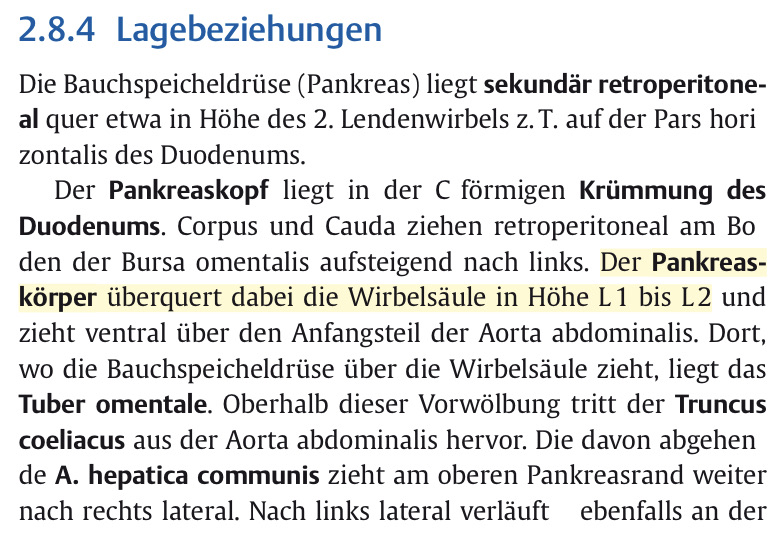 2.8.4 Lagebeziehungen
Die Bauchspeicheldrüse (Pankreas) liegt sekundär retroperitone-
al quer etwa in Höhe des 2. Lendenwirbels z. T. auf der Pars hori
zontalis des Duodenums.
Der Pankreaskopf liegt in der C förmigen Krümmung des
Duodenums. Corpus und Cauda ziehen retroperitoneal am Bo
den der Bursa omentalis aufsteigend nach links. Der Pankreas-
körper überquert dabei die Wirbelsäule in Höhe L 1 bis L 2 und
zieht ventral über den Anfangsteil der Aorta abdominalis. Dort,
wo die Bauchspeicheldrüse über die Wirbelsäule zieht, liegt das
Tuber omentale. Oberhalb dieser Vorwölbung tritt der Truncus
coeliacus aus der Aorta abdominalis hervor. Die davon abgehen
de A. hepatica communis zieht am oberen Pankreasrand weiter
nach rechts lateral. Nach links lateral verläuft ebenfalls an der